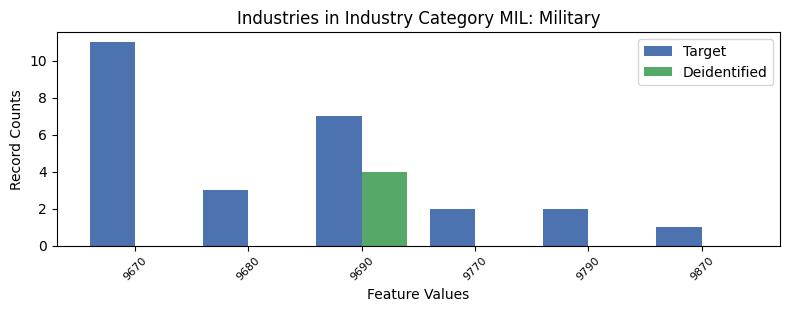 Industries in Industry Category MIL: Military
Target
Deidentified
Record Counts
10
8
6
4
2
0
9670
9680
9690
9770
9790
9870
Feature Values